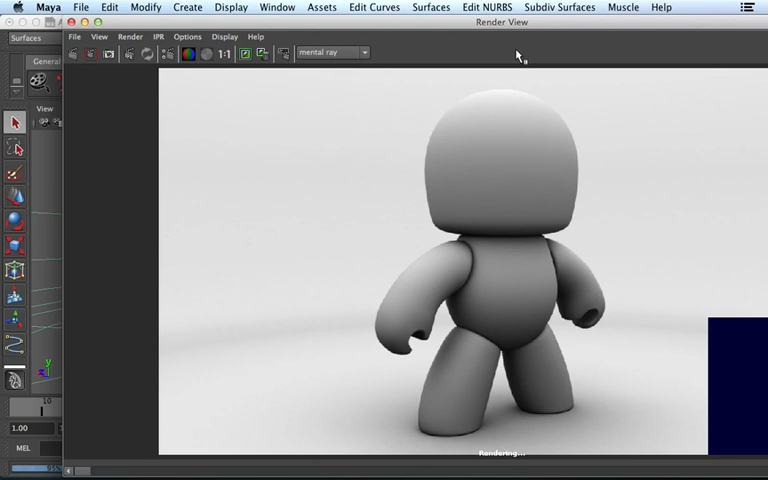 Maya File Edit Modify Create Display Window Assets Edit Curves Surfaces Edit NURBS Subdiv Surfaces Muscle Help
Render View
File View Render IPR Options Display Help
Surfaces
1:1
mental ray
General
View
y
z
10
1.00
MEL
95%
Rendering...